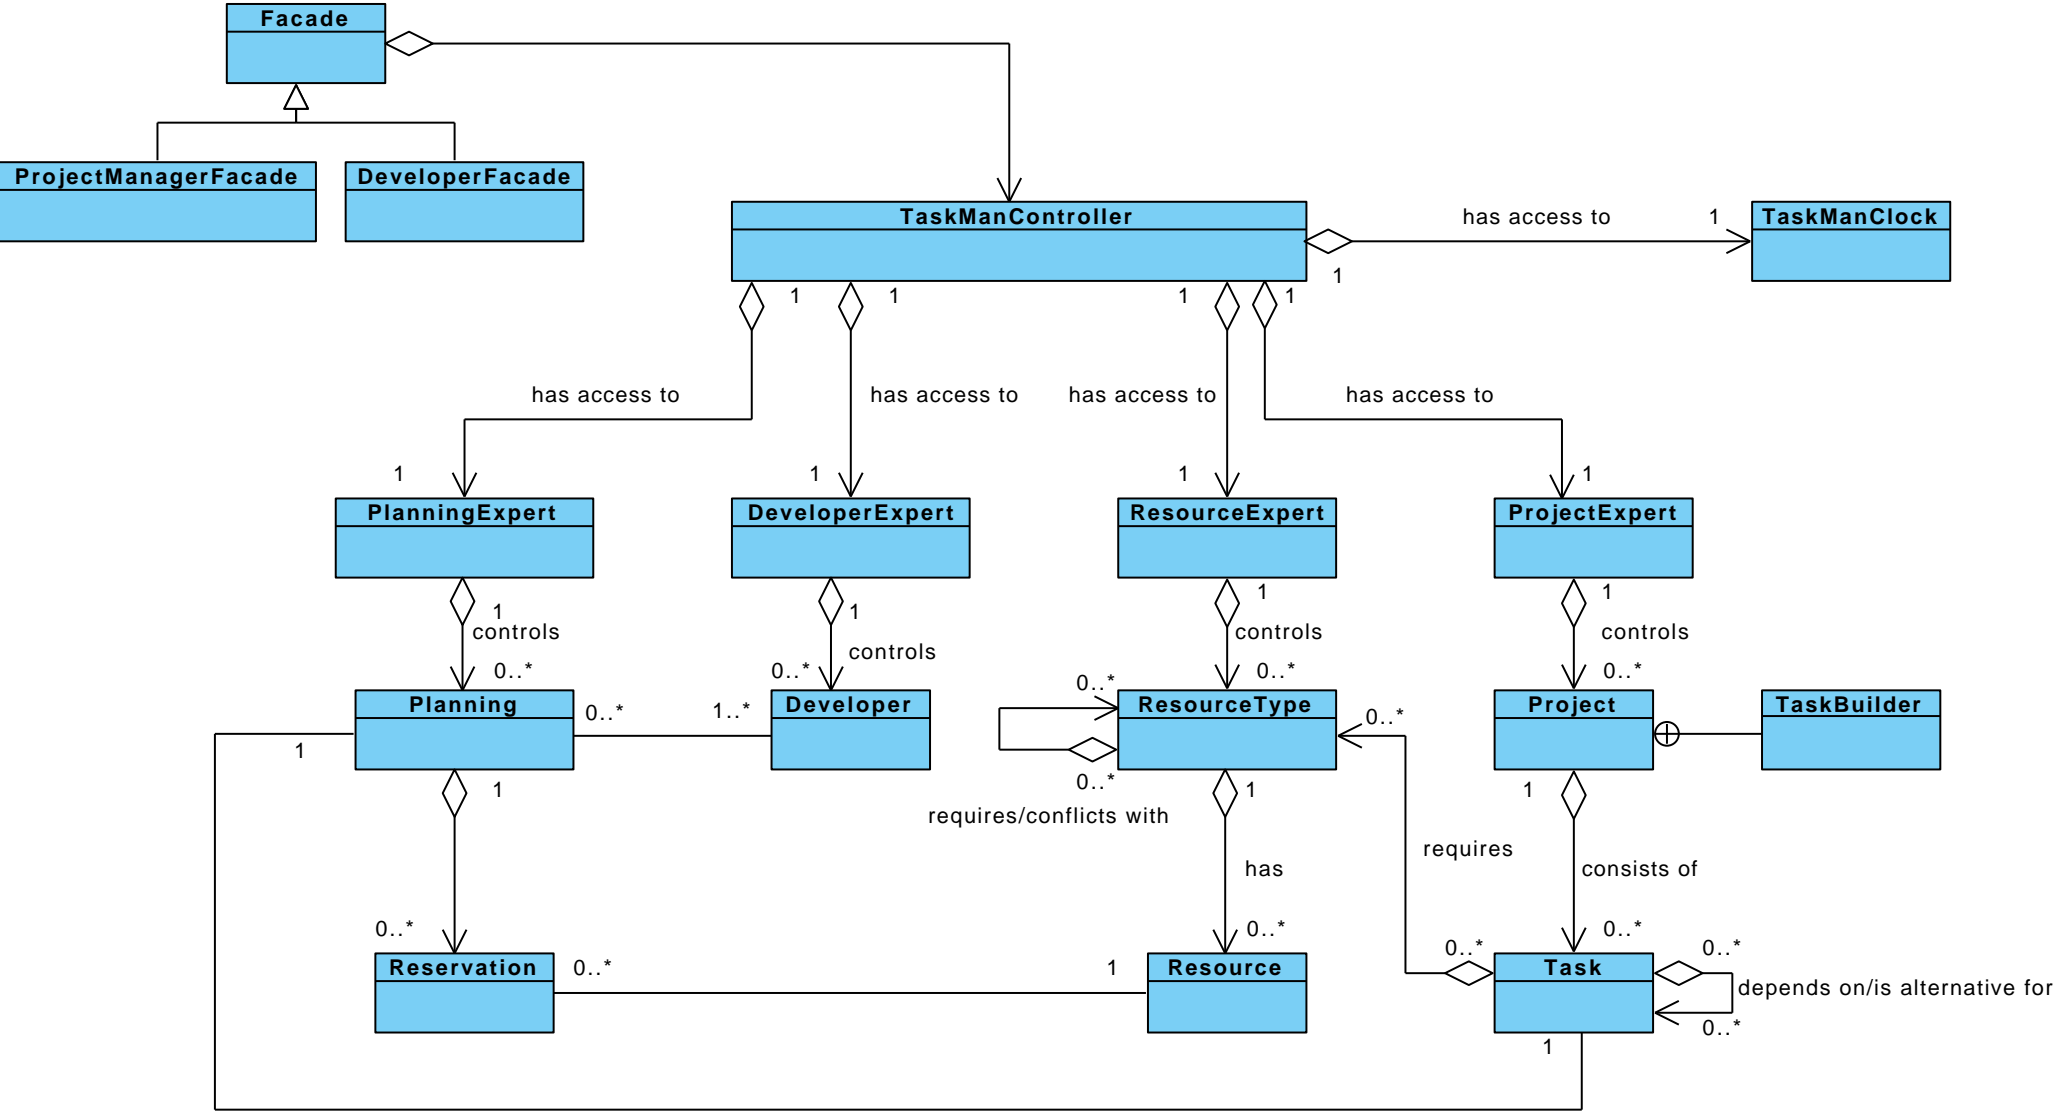 Facade
ProjectManagerFacade
DeveloperFacade
TaskManController
has access to
1
TaskManClock
1
1
1
1
1
has access to
has access to
has access to
has access to
1
1
1
1
PlanningExpert
DeveloperExpert
ResourceExpert
ProjectExpert
1
1
1
1
controls
controls
controls
controls
0..*
0..*
0..*
0..*
0..*
Planning
0..*
1..*
Developer
ResourceType
0..*
Project
TaskBuilder
1
1
0..*
1
1
requires/conflicts with
requires
has
consists of
0..*
0..*
0..*
0..*
0..*
Reservation
0..*
1
Resource
Task
depends on/is alternative for
0..*
1